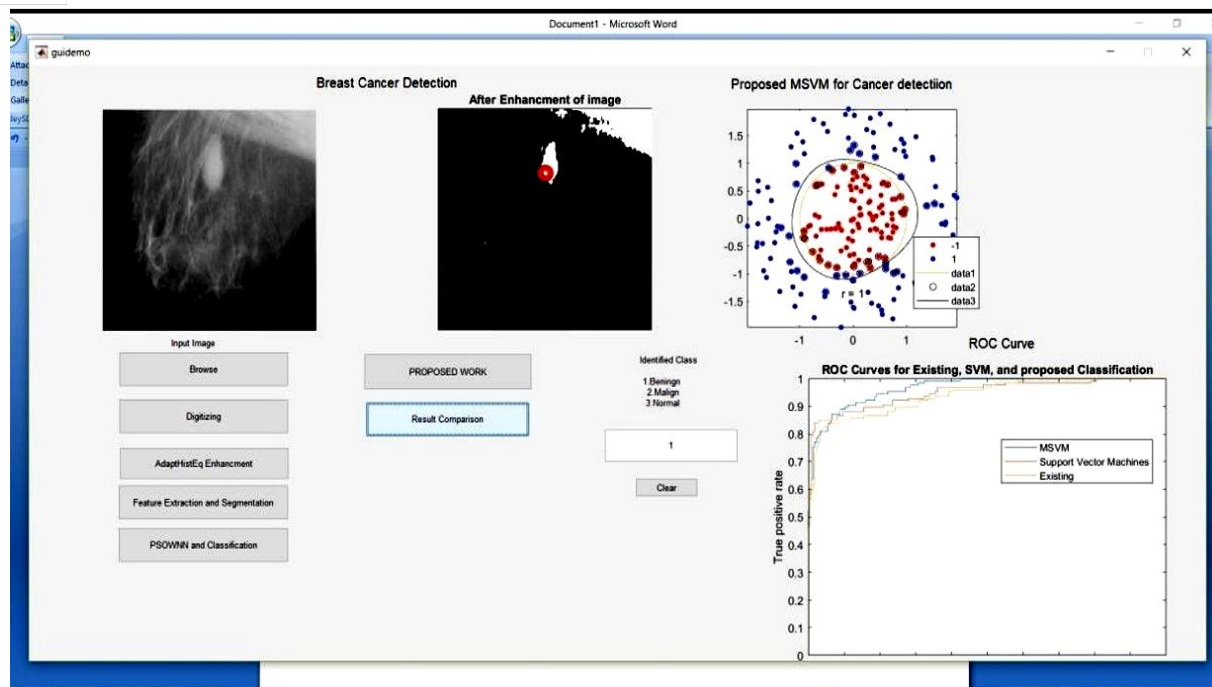 Document1 - Microsoft Word
guidemo
Attac
Deta
Galle
Breast Cancer Detection
After Enhancment of image
Proposed MSVM for Cancer detectiion
1.5
1
0.5
0
-0.5
-1
-1.5
-1
0
1
r = 1
-1
1
data1
data2
data3
Input Image
Browse
Digitizing
AdaptHistEq Enhancment
Feature Extraction and Segmentation
PSOWNN and Classification
PROPOSED WORK
Result Comparison
Identified Class
1.Beningn
2.Malign
3.Normal
1
Clear
ROC Curve
ROC Curves for Existing, SVM, and proposed Classification
True positive rate
1
0.9
0.8
0.7
0.6
0.5
0.4
0.3
0.2
0.1
0
MSVM
Support Vector Machines
Existing